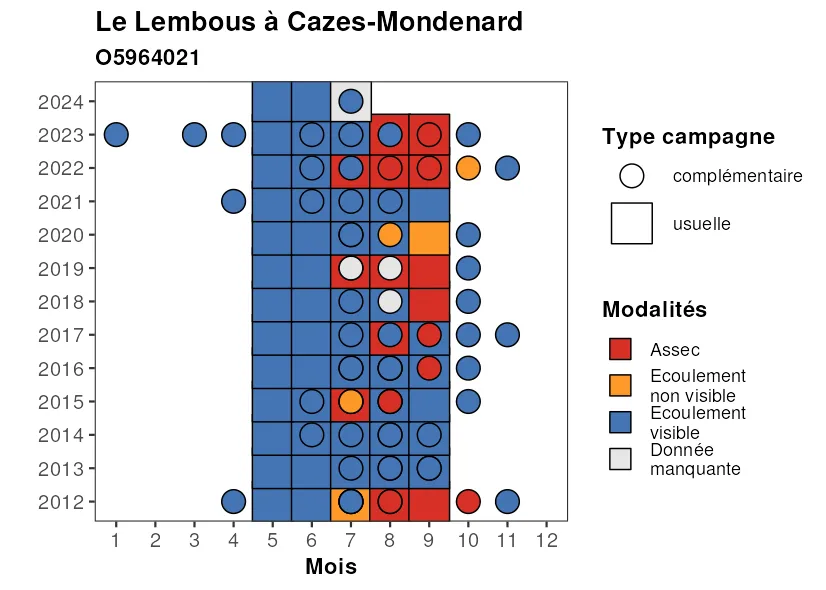 Le Lembous à Cazes-Mondenard
O5964021
2024
2023
2022
2021
2020
2019
2018
2017
2016
2015
2014
2013
2012
1 2 3 4 5 6 7 8 9 10 11 12
Mois
Type campagne
complémentaire
usuelle
Modalités
Assec
Ecoulement
non visible
Ecoulement
visible
Donnée
manquante